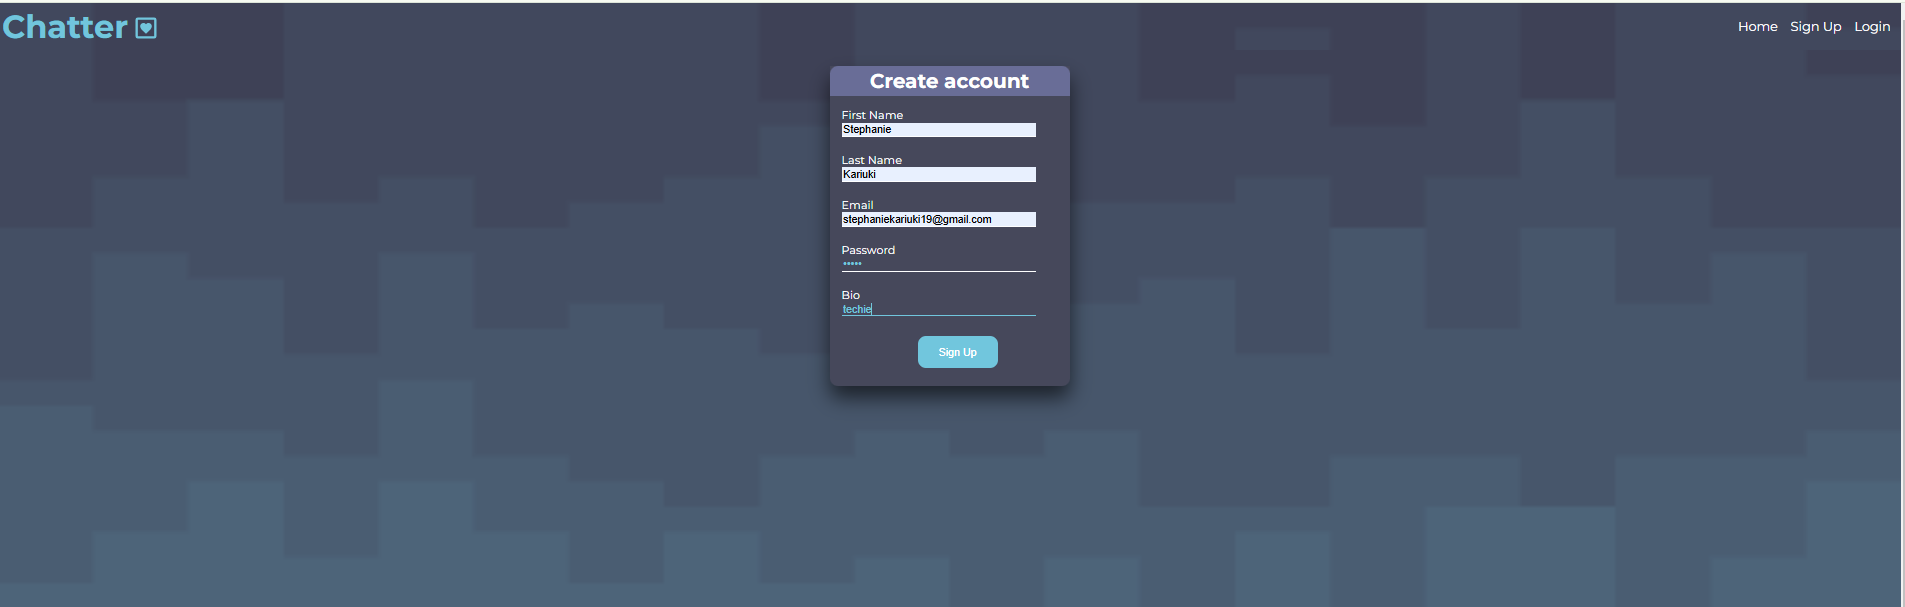 Chatter
Home Sign Up Login
Create account
First Name
Stephanie
Last Name
Kariuki
Email
stephaniekariuki19@gmail.com
Password
•••••
Bio
techie
Sign Up